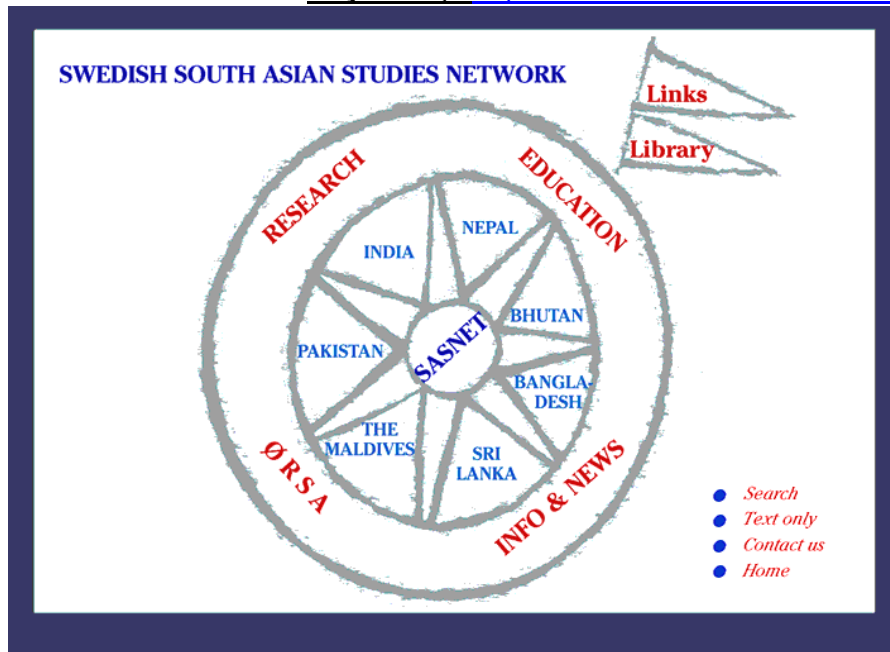 SWEDISH SOUTH ASIAN STUDIES NETWORK
Links
Library
RESEARCH
EDUCATION
NEPAL
INDIA
BHUTAN
SASNET
PAKISTAN
BANGLA-
DESH
THE
MALDIVES
SRI
LANKA
ØRSA
INFO & NEWS
Search
Text only
Contact us
Home